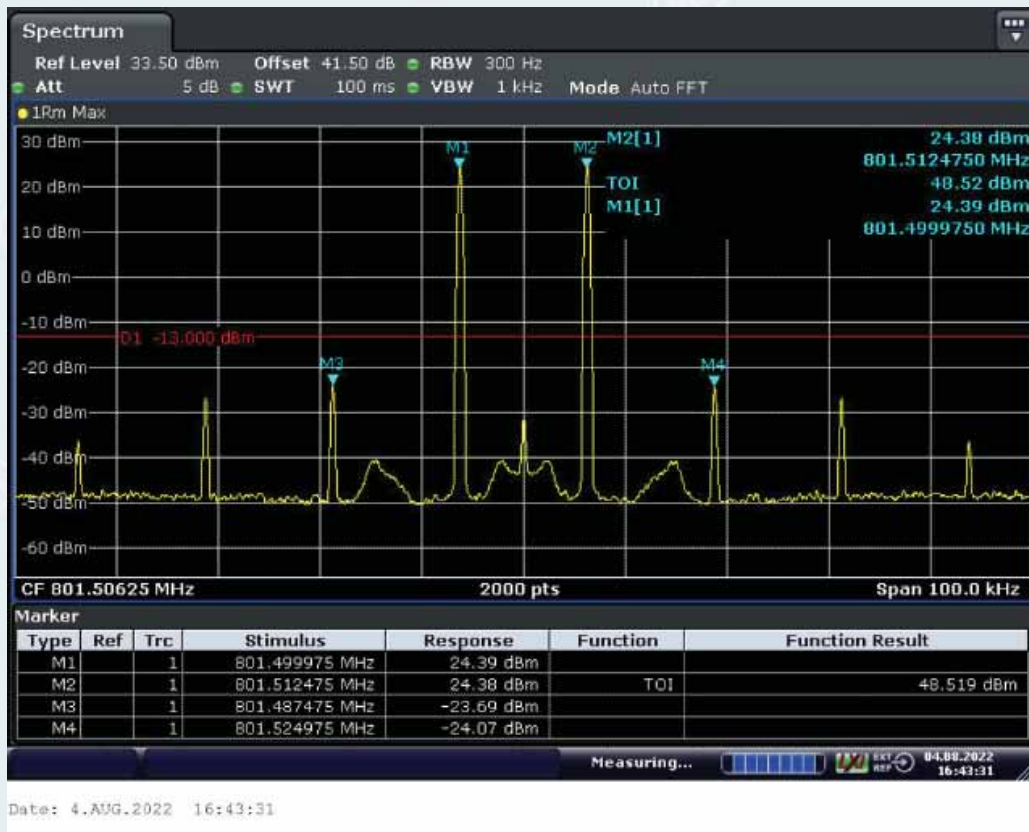 Spectrum
Ref Level 33.50 dBm Offset 41.50 dB RBW 300 Hz
Att 5 dB SWT 100 ms VBW 1 kHz Mode Auto FFT
1Rm Max
30 dBm
M1
M2
M2[1] 24.38 dBm
801.5124750 MHz
20 dBm
TOI 48.52 dBm
M1[1] 24.39 dBm
10 dBm
801.4999750 MHz
0 dBm
-10 dBm
D1 -13.000 dBm
-20 dBm
M3
M4
-30 dBm
-40 dBm
-50 dBm
-60 dBm
CF 801.50625 MHz 2000 pts Span 100.0 kHz
Marker
Type Ref Trc Stimulus Response Function Function Result
M1 1 801.499975 MHz 24.39 dBm
M2 1 801.512475 MHz 24.38 dBm TOI 48.519 dBm
M3 1 801.487475 MHz -23.69 dBm
M4 1 801.524975 MHz -24.07 dBm
Measuring... LXI EXT REF 04.08.2022
16:43:31
Date: 4.AUG.2022 16:43:31